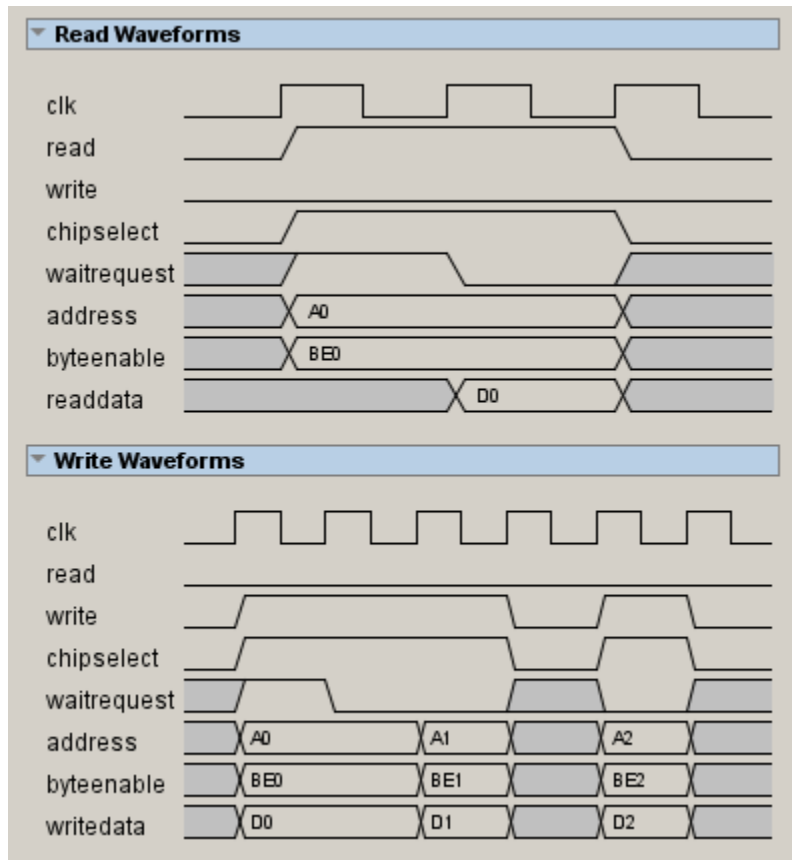 Read Waveforms
clk
read
write
chipselect
waitrequest
address A0
byteenable BE0
readdata D0
Write Waveforms
clk
read
write
chipselect
waitrequest
address A0 A1 A2
byteenable BE0 BE1 BE2
writedata D0 D1 D2